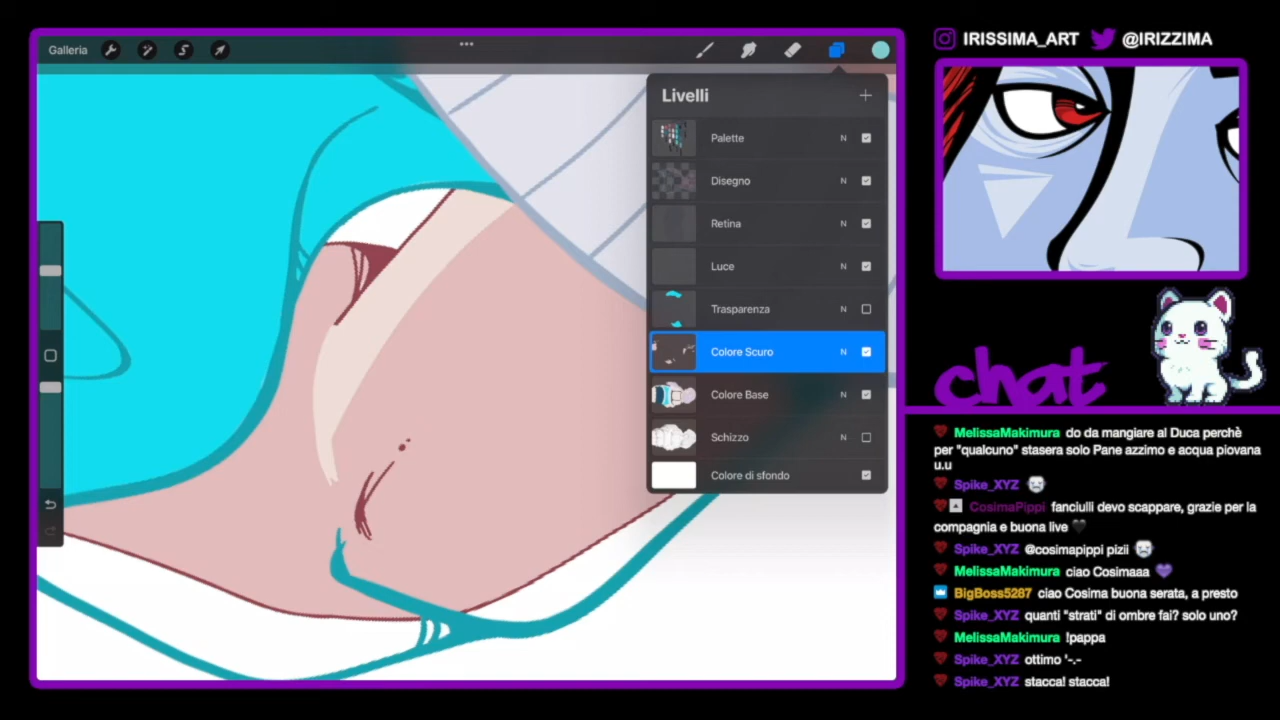 Galleria
IRISSIMA_ART @IRIZZIMA
Livelli
Palette N
Disegno N
Retina N
Luce N
Trasparenza N
Colore Scuro N
Colore Base N
Schizzo N
Colore di sfondo
chat
MelissaMakimura do da mangiare al Duca perchè
per "qualcuno" stasera solo Pane azzimo e acqua piovana
u.u
Spike_XYZ
CosimaPippi fanciulli devo scappare, grazie per la
compagnia e buona live
Spike_XYZ @cosimapippi pizii
MelissaMakimura ciao Cosimaaa
BigBoss5287 ciao Cosima buona serata, a presto
Spike_XYZ quanti "strati" di ombre fai? solo uno?
MelissaMakimura !pappa
Spike_XYZ ottimo '-.-
Spike_XYZ stacca! stacca!